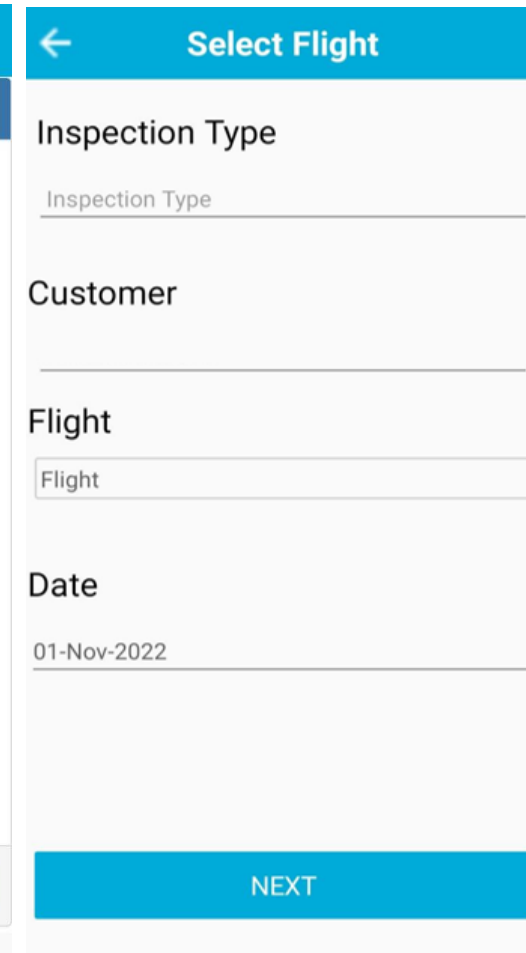 Select Flight
Inspection Type
Inspection Type
Customer
Flight
Flight
Date
01-Nov-2022
NEXT